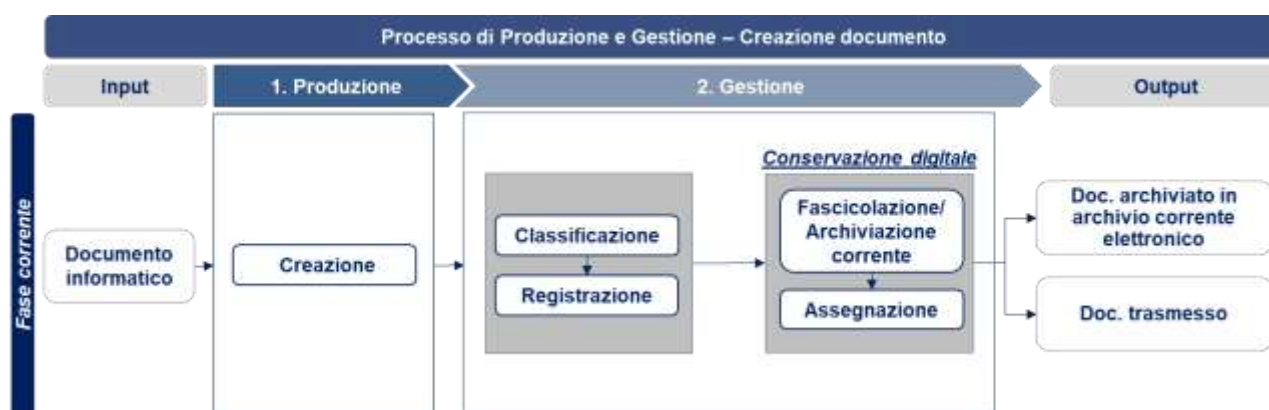 Processo di Produzione e Gestione – Creazione documento
Input
1. Produzione
2. Gestione
Output
Fase corrente
Documento
informatico
Creazione
Classificazione
Registrazione
Conservazione digitale
Fascicolazione/
Archiviazione
corrente
Assegnazione
Doc. archiviato in
archivio corrente
elettronico
Doc. trasmesso